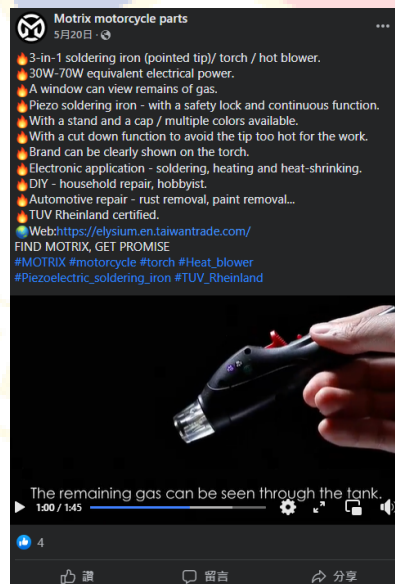 Motrix motorcycle parts
5月20日 ·
🔥3-in-1 soldering iron (pointed tip)/ torch / hot blower.
🔥30W-70W equivalent electrical power.
🔥A window can view remains of gas.
🔥Piezo soldering iron - with a safety lock and continuous function.
🔥With a stand and a cap / multiple colors available.
🔥With a cut down function to avoid the tip too hot for the work.
🔥Brand can be clearly shown on the torch.
🔥Electronic application - soldering, heating and heat-shrinking.
🔥DIY - household repair, hobbyist.
🔥Automotive repair - rust removal, paint removal...
🔥TUV Rheinland certified.
🌏Web:https://elysium.en.taiwantrade.com/
FIND MOTRIX, GET PROMISE
#MOTRIX #motorcycle #torch #Heat_blower
#Piezoelectric_soldering_iron #TUV_Rheinland
The remaining gas can be seen through the tank.
1:00 / 1:45
4
讚 留言 分享